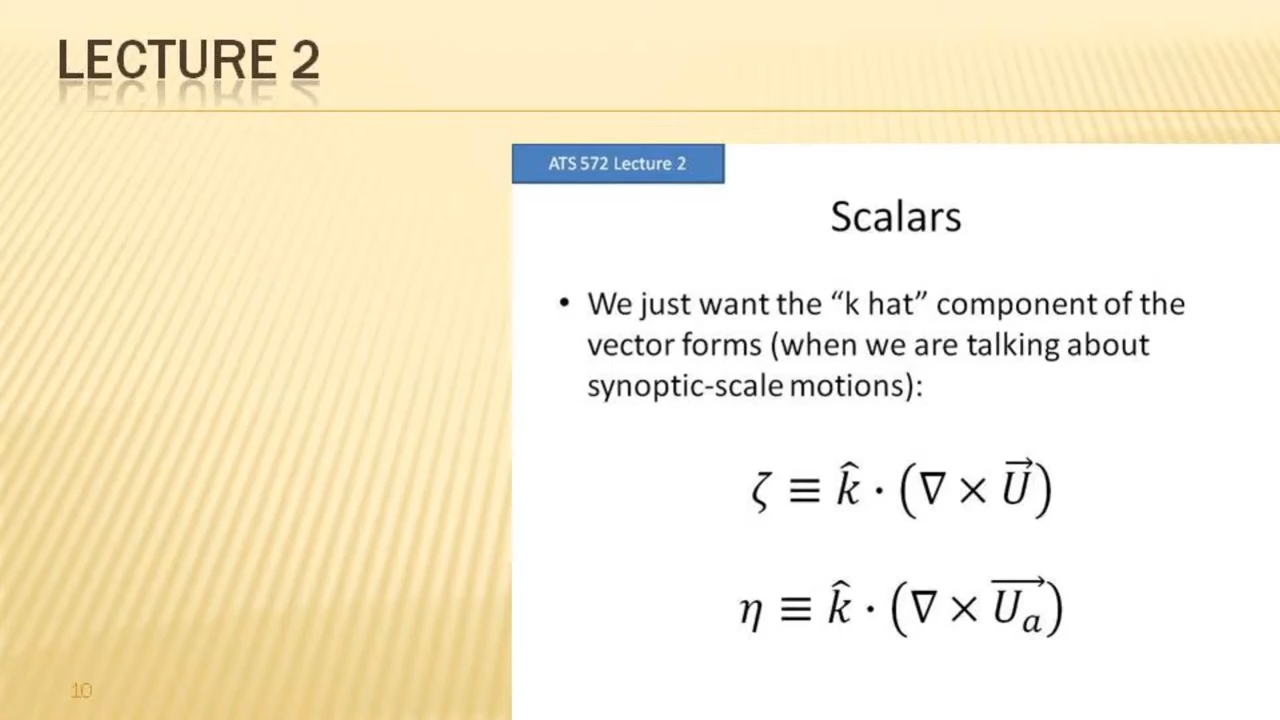 LECTURE 2
ATS 572 Lecture 2
Scalars
• We just want the “k hat” component of the
vector forms (when we are talking about
synoptic-scale motions):
ζ ≡ k̂ · (∇ × U⃗)
η ≡ k̂ · (∇ × U⃗ₐ)
10